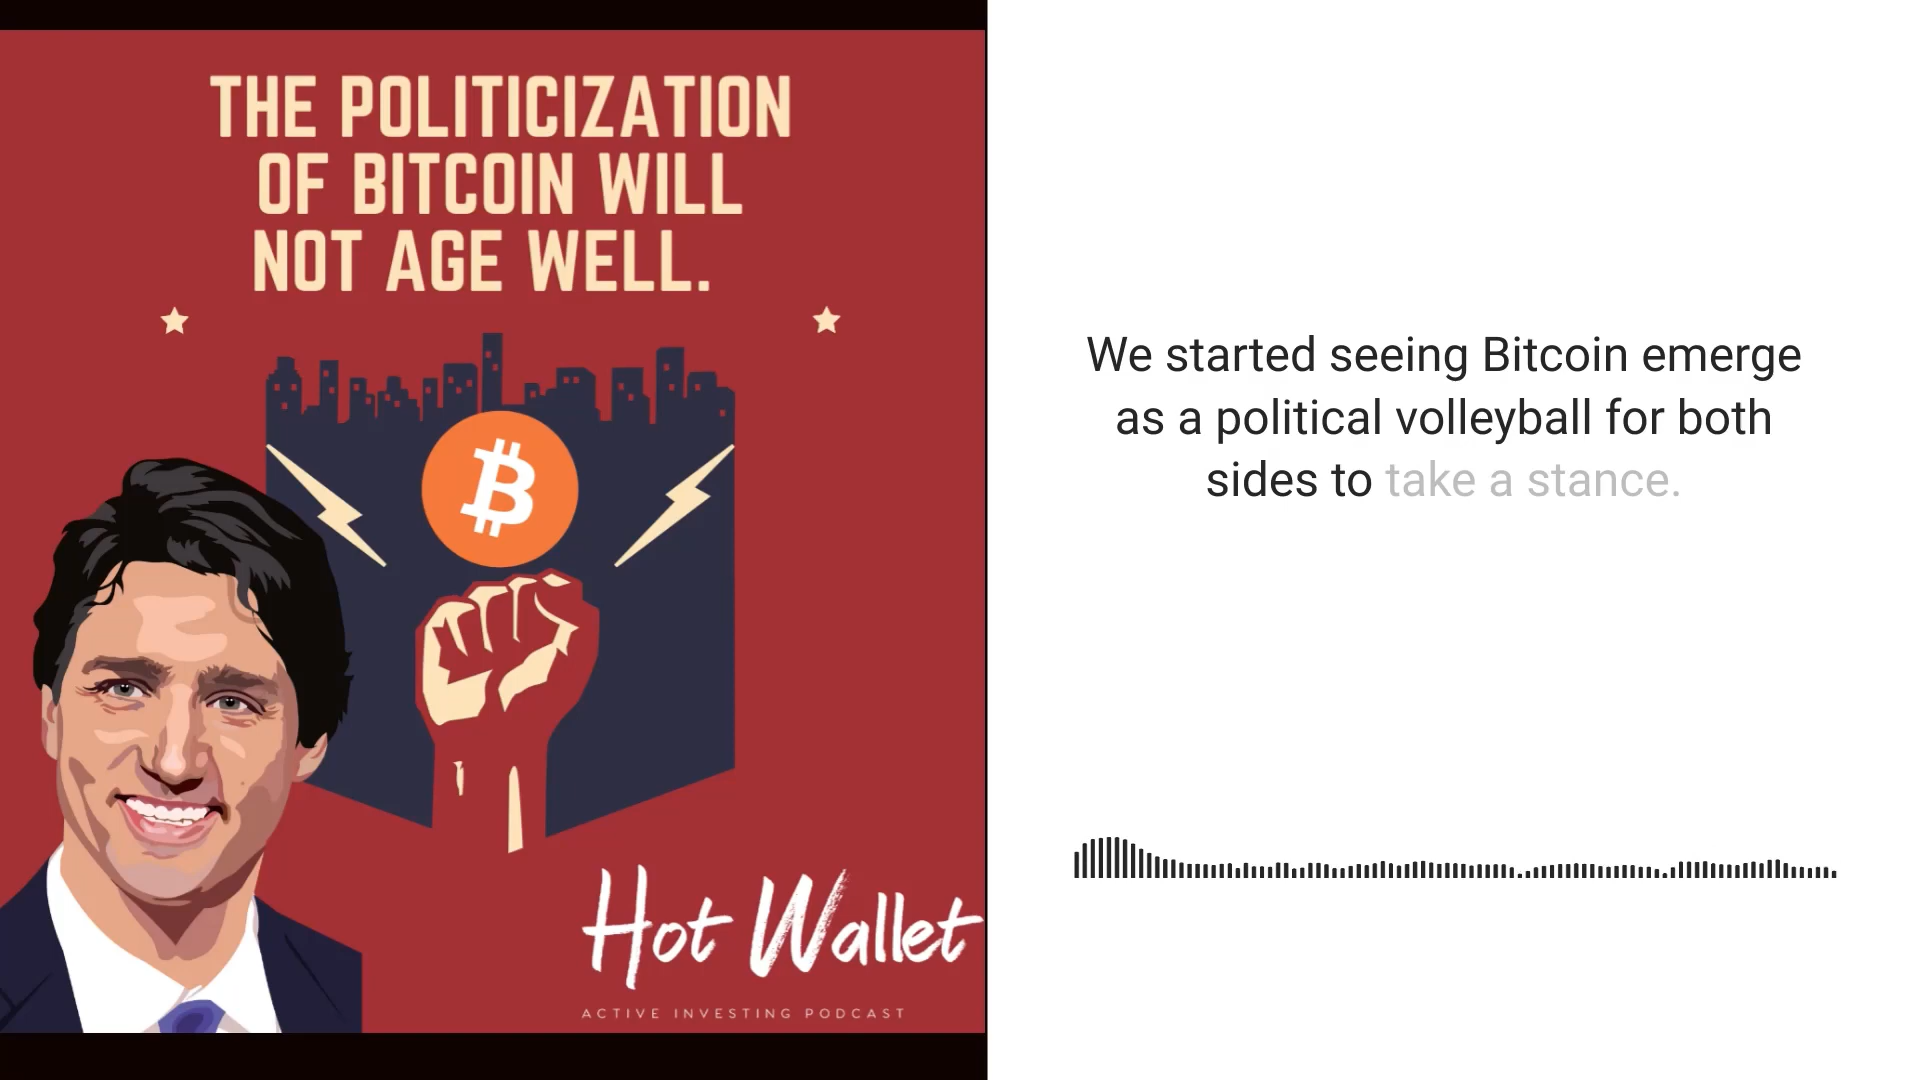 THE POLITICIZATION
OF BITCOIN WILL
NOT AGE WELL.
Hot Wallet
ACTIVE INVESTING PODCAST
We started seeing Bitcoin emerge
as a political volleyball for both
sides to take a stance.